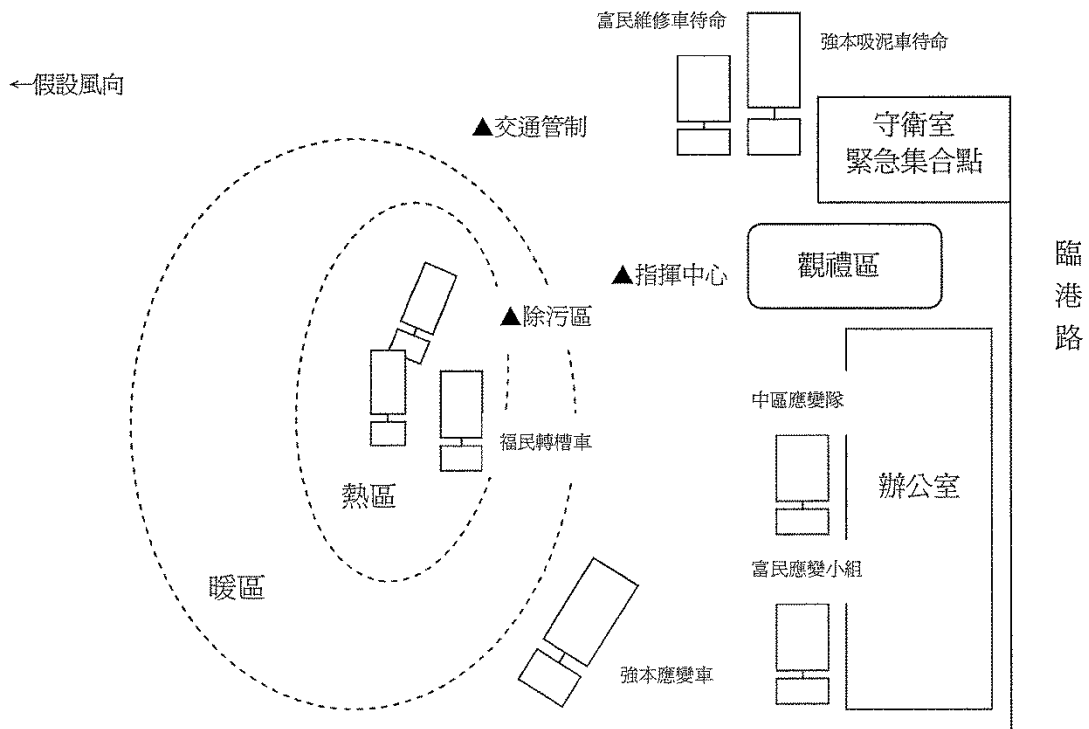 富民維修車待命
強本吸泥車待命
←假設風向
▲交通管制
守衛室
緊急集合點
▲指揮中心
觀禮區
臨港路
▲除污區
中區應變隊
福民轉槽車
熱區
辦公室
暖區
富民應變小組
強本應變車